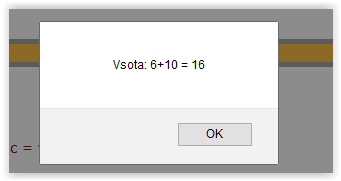 Vsota: 6+10 = 16
OK
c =